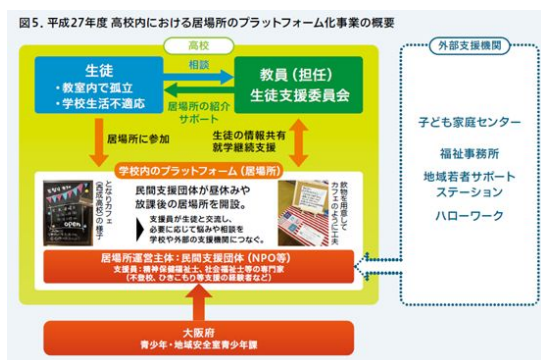 図5. 平成27年度 高校内における居場所のプラットフォーム化事業の概要
高校
外部支援機関
生徒
・教室内で孤立
・学校生活不適応
相談
居場所の紹介
サポート
教員（担任）
生徒支援委員会
居場所に参加
生徒の情報共有
就学継続支援
学校内のプラットフォーム（居場所）
となりカフェ
（西成高校）の様子
OPEN
民間支援団体が昼休みや
放課後の居場所を開設。
支援員が生徒と交流し、
必要に応じて悩みや相談を
学校や外部の支援機関につなぐ。
飲物を用意して
カフェのように工夫
居場所運営主体：民間支援団体（NPO等）
支援員：精神保健福祉士、社会福祉士等の専門家
（不登校、ひきこもり等支援の経験者など）
大阪府
青少年・地域安全室青少年課
子ども家庭センター
福祉事務所
地域若者サポート
ステーション
ハローワーク